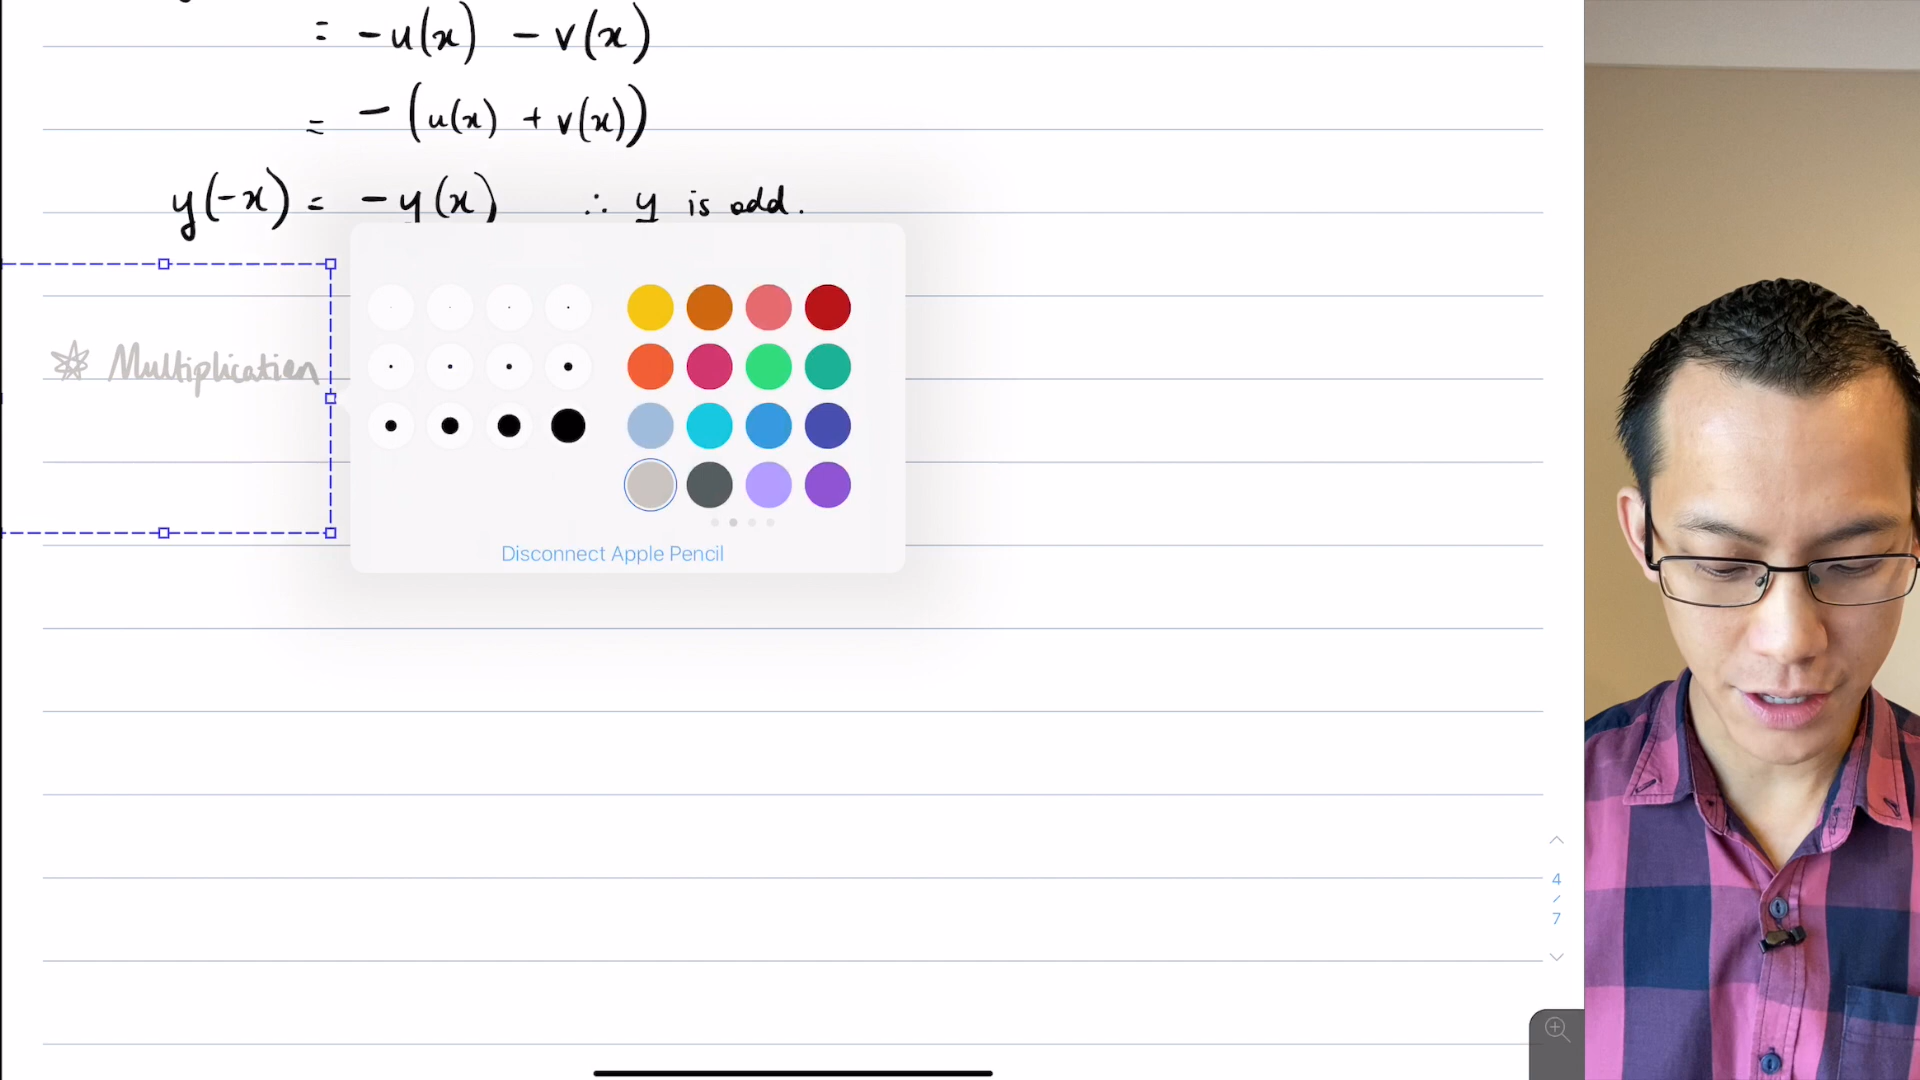 = -u(x) - v(x)
= -(u(x) + v(x))
y(-x) = -y(x) ∴ y is odd.
* Multiplication
Disconnect Apple Pencil
4
/
7